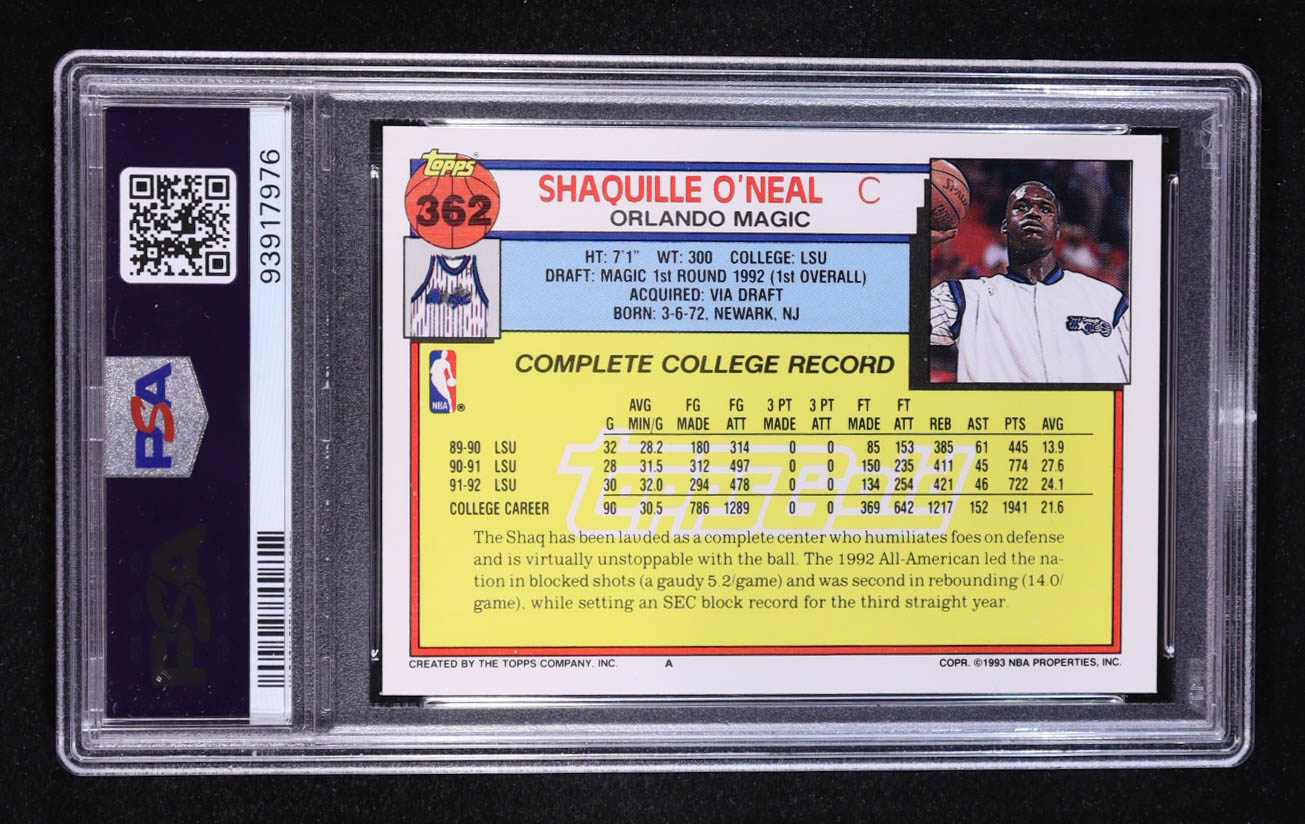 93917976
PSA
PSA
Topps
362
SHAQUILLE O'NEAL C
ORLANDO MAGIC
HT: 7'1" WT: 300 COLLEGE: LSU
DRAFT: MAGIC 1st ROUND 1992 (1st OVERALL)
ACQUIRED: VIA DRAFT
BORN: 3-6-72, NEWARK, NJ
SPALDING
NBA
COMPLETE COLLEGE RECORD
AVG FG FG 3 PT 3 PT FT FT
G MIN/G MADE ATT MADE ATT MADE ATT REB AST PTS AVG
89-90 LSU 32 28.2 180 314 0 0 85 153 385 61 445 13.9
90-91 LSU 28 31.5 312 497 0 0 150 235 411 45 774 27.6
91-92 LSU 30 32.0 294 478 0 0 134 254 421 46 722 24.1
COLLEGE CAREER 90 30.5 786 1289 0 0 369 642 1217 152 1941 21.6
ToppsGold
The Shaq has been lauded as a complete center who humiliates foes on defense
and is virtually unstoppable with the ball. The 1992 All-American led the na-
tion in blocked shots (a gaudy 5.2/game) and was second in rebounding (14.0/
game), while setting an SEC block record for the third straight year.
CREATED BY THE TOPPS COMPANY, INC. A COPR. ©1993 NBA PROPERTIES, INC.